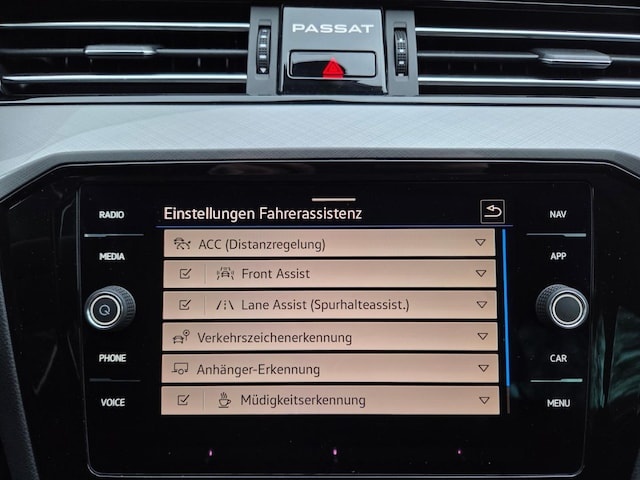 PASSAT
RADIO
MEDIA
PHONE
VOICE
Einstellungen Fahrerassistenz
ACC (Distanzregelung)
Front Assist
Lane Assist (Spurhalteassist.)
Verkehrszeichenerkennung
Anhänger-Erkennung
Müdigkeitserkennung
NAV
APP
CAR
MENU